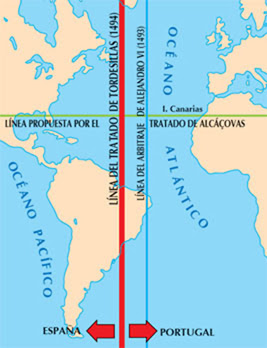 LÍNEA DEL TRATADO DE TORDESILLAS (1494)
LÍNEA DEL ARBITRAJE DE ALEJANDRO VI (1493)
OCÉANO
ATLÁNTICO
I. Canarias
LÍNEA PROPUESTA POR EL TRATADO DE ALCÁÇOVAS
OCÉANO PACÍFICO
ESPAÑA
PORTUGAL